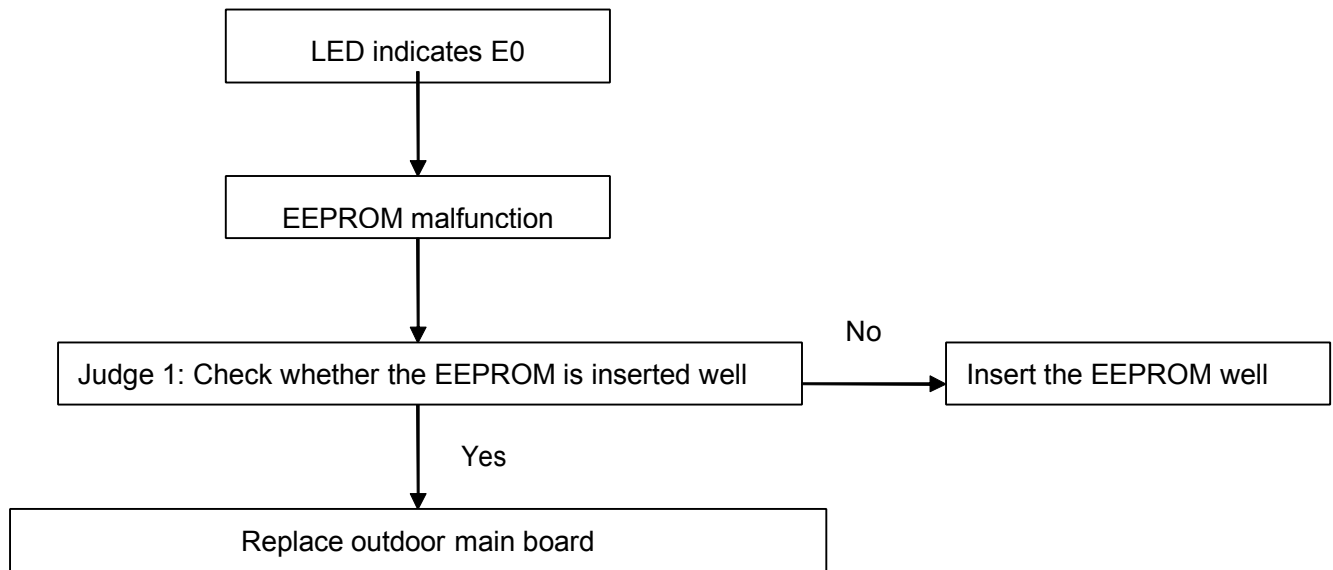 LED indicates E0
EEPROM malfunction
No
Judge 1: Check whether the EEPROM is inserted well
Insert the EEPROM well
Yes
Replace outdoor main board